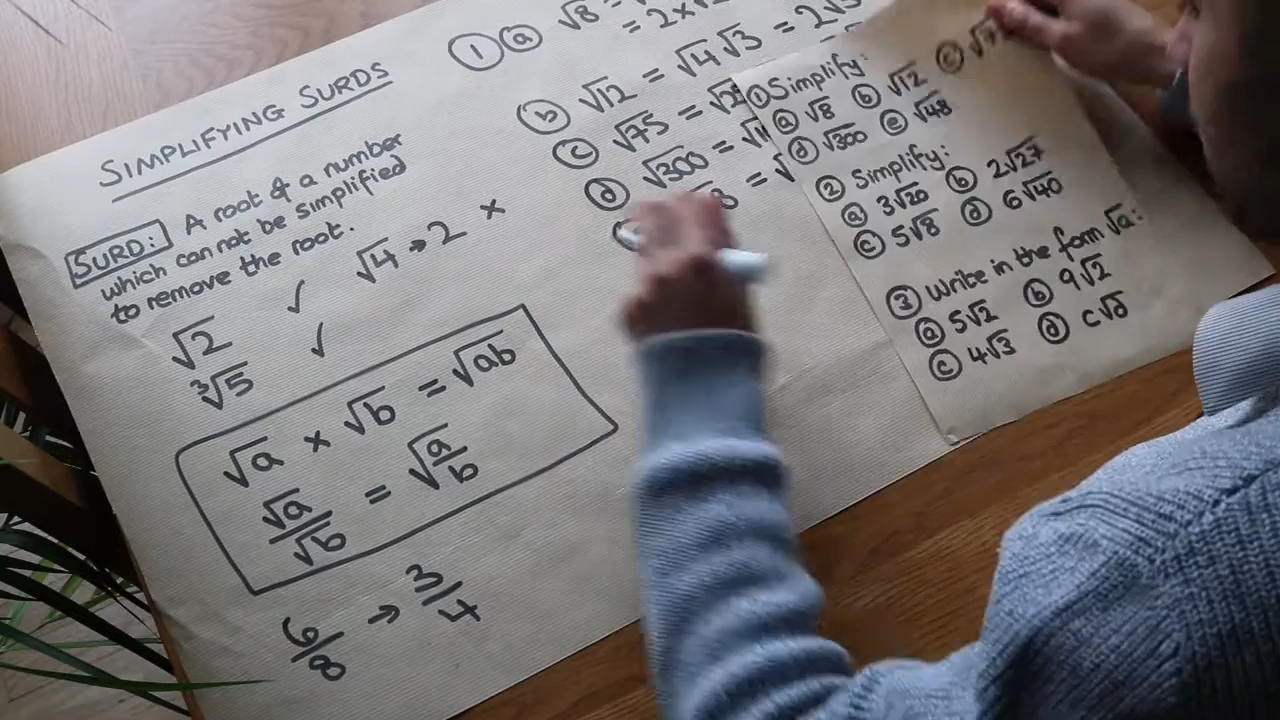 SIMPLIFYING SURDS
SURD: A root of a number
which can not be simplified
to remove the root.
√2 ✓ √4 → 2 ×
³√5 ✓
√a × √b = √ab
√a/√b = √a/b
6/8 → 3/4
① ⓐ √8 =
= 2×
ⓑ √12 = √4 √3 = 2√3
ⓒ √75 =
ⓓ √300 =
① Simplify:
ⓐ √8 ⓑ √12 ⓒ
ⓓ √300 ⓔ √48
② Simplify:
ⓐ 3√20 ⓑ 2√27
ⓒ 5√8 ⓓ 6√40
③ Write in the form √a:
ⓐ 5√2 ⓑ 9√2
ⓒ 4√3 ⓓ c√d